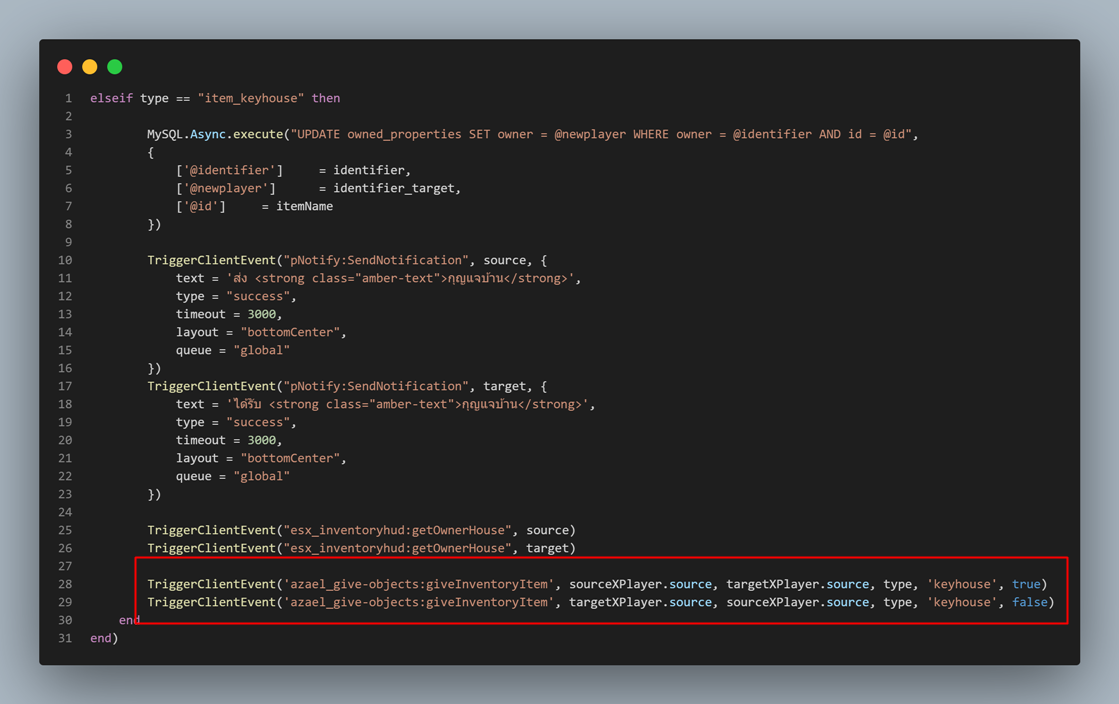 1 elseif type == "item_keyhouse" then
2
3 MySQL.Async.execute("UPDATE owned_properties SET owner = @newplayer WHERE owner = @identifier AND id = @id",
4 {
5 ['@identifier'] = identifier,
6 ['@newplayer'] = identifier_target,
7 ['@id'] = itemName
8 })
9
10 TriggerClientEvent("pNotify:SendNotification", source, {
11 text = 'ส่ง <strong class="amber-text">กุญแจบ้าน</strong>',
12 type = "success",
13 timeout = 3000,
14 layout = "bottomCenter",
15 queue = "global"
16 })
17 TriggerClientEvent("pNotify:SendNotification", target, {
18 text = 'ได้รับ <strong class="amber-text">กุญแจบ้าน</strong>',
19 type = "success",
20 timeout = 3000,
21 layout = "bottomCenter",
22 queue = "global"
23 })
24
25 TriggerClientEvent("esx_inventoryhud:getOwnerHouse", source)
26 TriggerClientEvent("esx_inventoryhud:getOwnerHouse", target)
27
28 TriggerClientEvent('azael_give-objects:giveInventoryItem', sourceXPlayer.source, targetXPlayer.source, type, 'keyhouse', true)
29 TriggerClientEvent('azael_give-objects:giveInventoryItem', targetXPlayer.source, sourceXPlayer.source, type, 'keyhouse', false)
30 end
31 end)